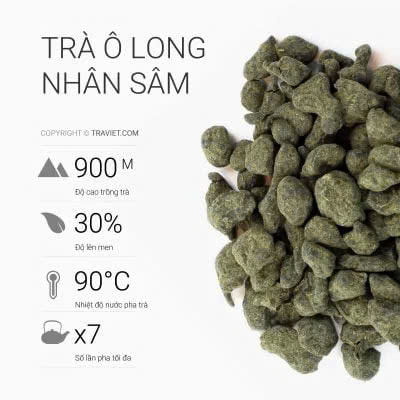 TRÀ Ô LONG
NHÂN SÂM
COPYRIGHT © TRAVIET.COM
900 M
Độ cao trồng trà
30%
Độ lên men
90°C
Nhiệt độ nước pha trà
x7
Số lần pha tối đa